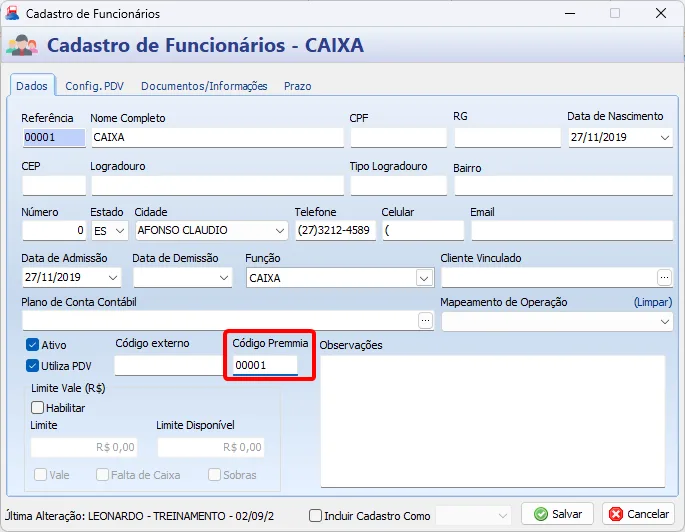 Cadastro de Funcionários
Cadastro de Funcionários - CAIXA
Dados Config. PDV Documentos/Informações Prazo
Referência Nome Completo CPF RG Data de Nascimento
00001 CAIXA 27/11/2019
CEP Logradouro Tipo Logradouro Bairro
Número Estado Cidade Telefone Celular Email
0 ES AFONSO CLAUDIO (27)3212-4589 (
Data de Admissão Data de Demissão Função Cliente Vinculado
27/11/2019 CAIXA ...
Plano de Conta Contábil Mapeamento de Operação (Limpar)
...
Ativo Código externo Código Premmia Observações
Utiliza PDV 00001
Limite Vale (R$)
Habilitar
Limite Limite Disponível
R$ 0,00 R$ 0,00
Vale Falta de Caixa Sobras
Última Alteração: LEONARDO - TREINAMENTO - 02/09/2 Incluir Cadastro Como Salvar Cancelar